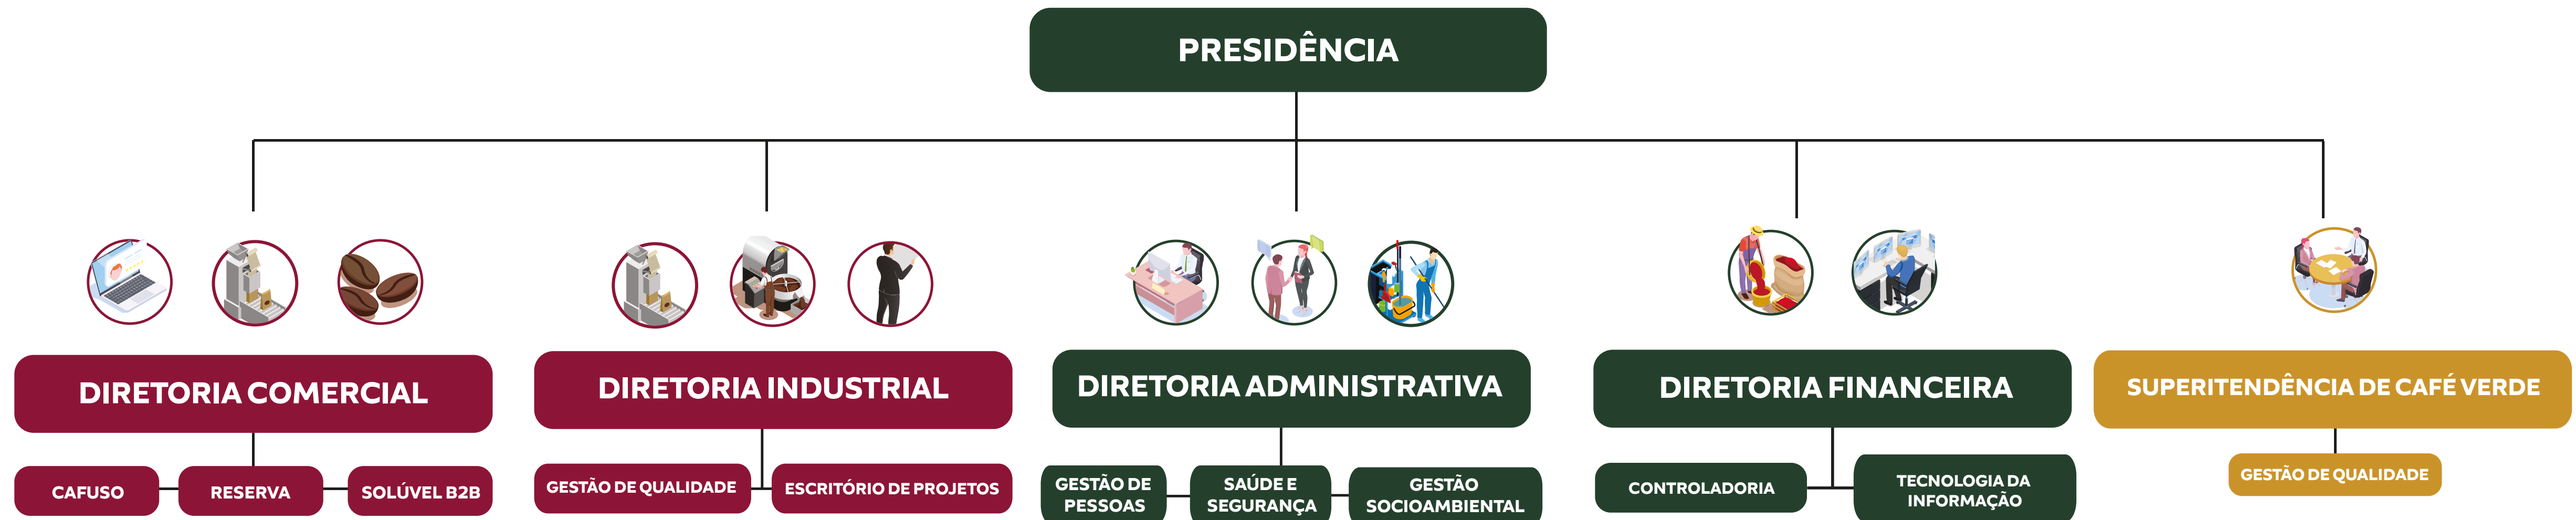 PRESIDÊNCIA
DIRETORIA COMERCIAL
DIRETORIA INDUSTRIAL
DIRETORIA ADMINISTRATIVA
DIRETORIA FINANCEIRA
SUPERITENDÊNCIA DE CAFÉ VERDE
CAFUSO
RESERVA
SOLÚVEL B2B
GESTÃO DE QUALIDADE
ESCRITÓRIO DE PROJETOS
GESTÃO DE
PESSOAS
SAÚDE E
SEGURANÇA
GESTÃO
SOCIOAMBIENTAL
CONTROLADORIA
TECNOLOGIA DA
INFORMAÇÃO
GESTÃO DE QUALIDADE